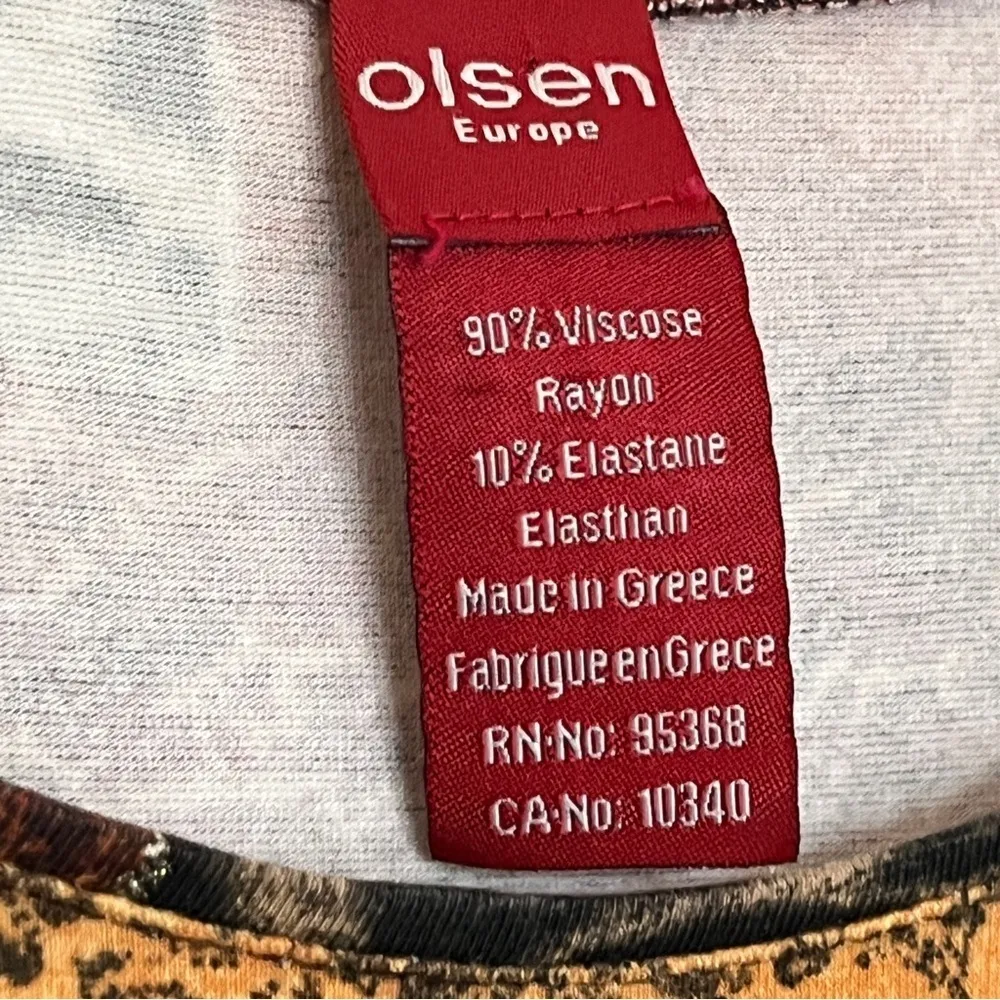 olsen
Europe
90% Viscose
Rayon
10% Elastane
Elasthan
Made in Greece
Fabrique en Grece
RN-No: 95368
CA-No: 10340